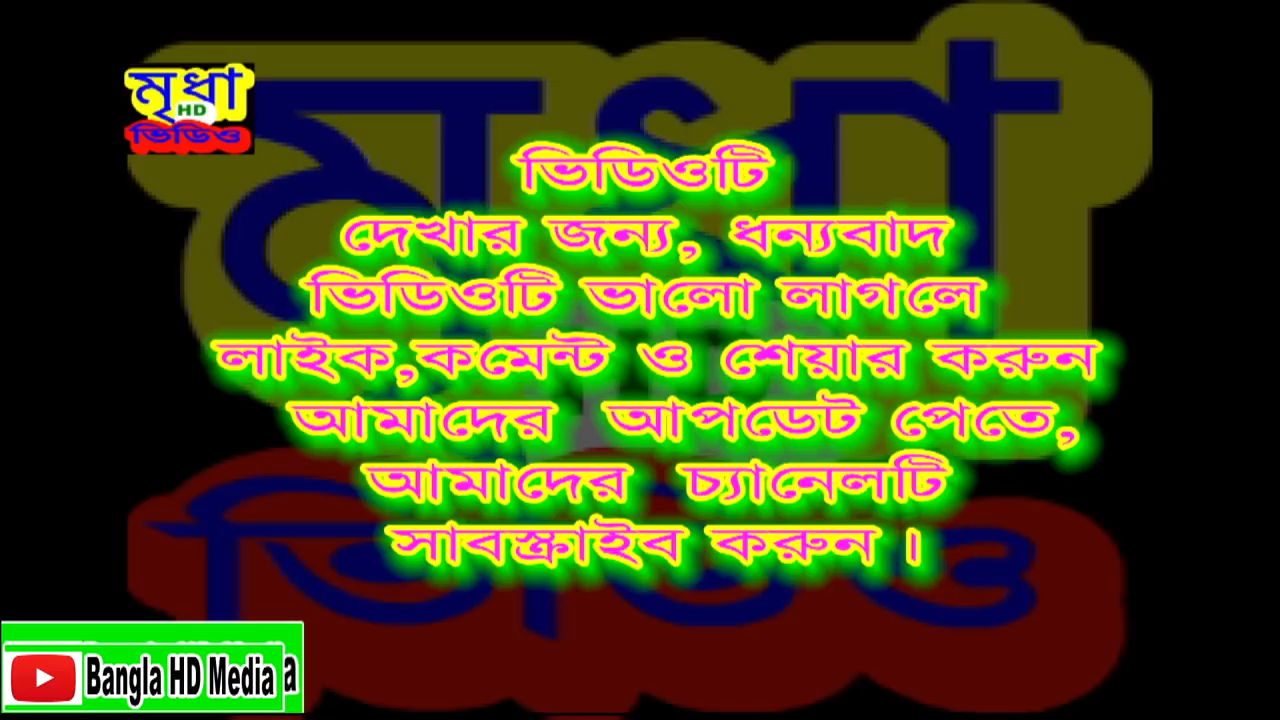 মৃধা
HD
ভিডিও
ভিডিওটি
দেখার জন্য, ধন্যবাদ
ভিডিওটি ভালো লাগলে
লাইক,কমেন্ট ও শেয়ার করুন
আমাদের আপডেট পেতে,
আমাদের চ্যানেলটি
সাবস্ক্রাইব করুন ।
Bangla HD Media